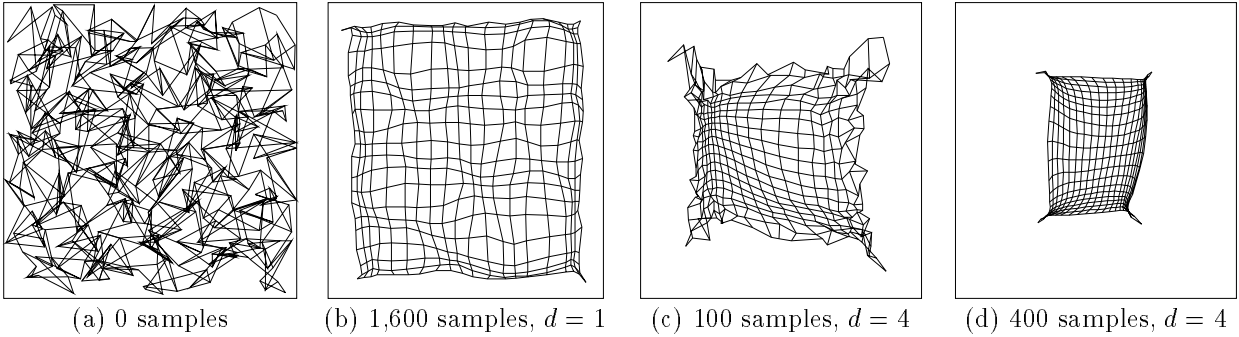 (a) 0 samples
(b) 1,600 samples, d = 1
(c) 100 samples, d = 4
(d) 400 samples, d = 4